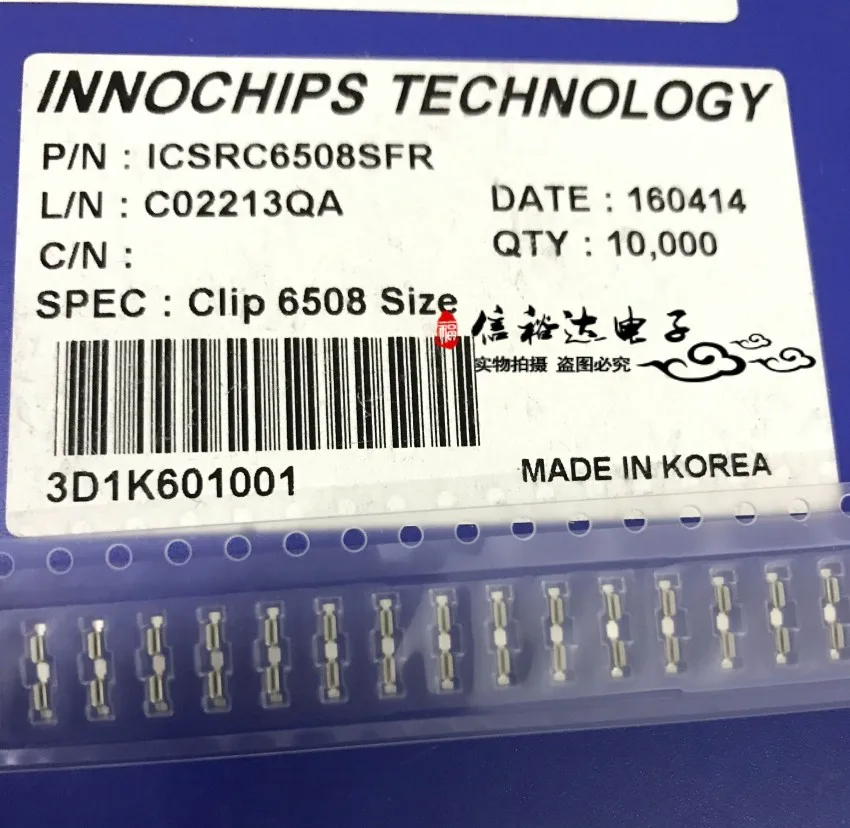 INNOCHIPS TECHNOLOGY
P/N : ICSRC6508SFR
L/N : C02213QA
DATE : 160414
C/N :
QTY : 10,000
SPEC : Clip 6508 Size
福
信裕达电子
实物拍摄 盗图必究
3D1K601001
MADE IN KOREA